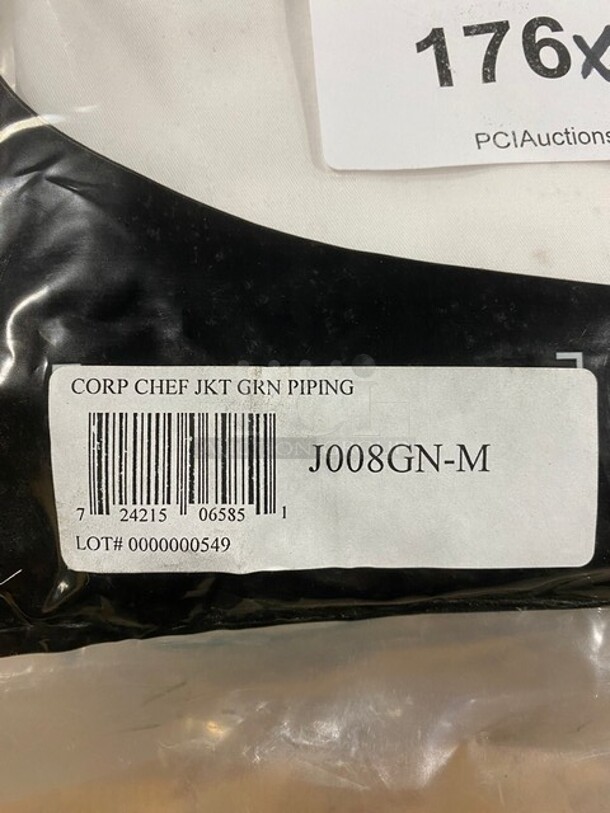 176x
PCIAuctions
CORP CHEF JKT GRN PIPING
J008GN-M
7 24215 06585 1
LOT# 0000000549